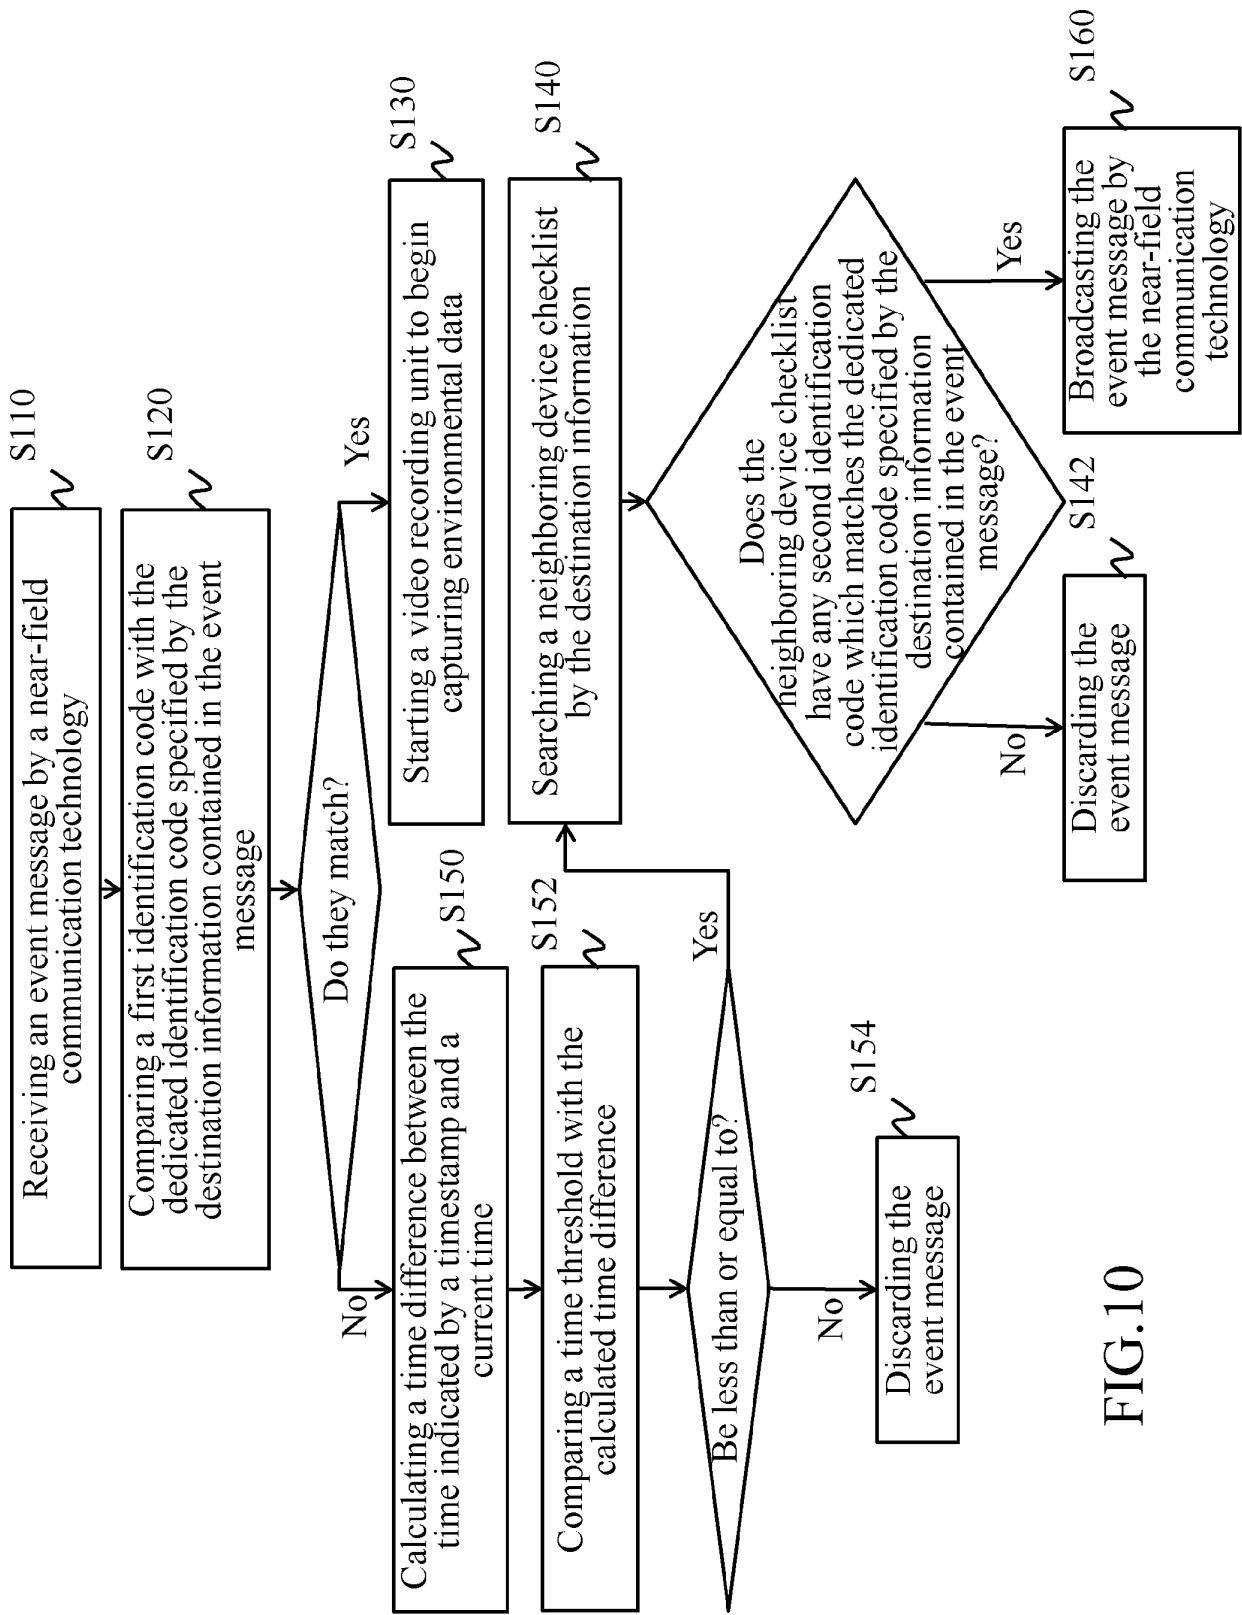 Receiving an event message by a near-field
communication technology
S110
Comparing a first identification code with the
dedicated identification code specified by the
destination information contained in the event
message
S120
Do they match?
Yes
No
Starting a video recording unit to begin
capturing environmental data
S130
Calculating a time difference between the
time indicated by a timestamp and a
current time
S150
Comparing a time threshold with the
calculated time difference
S152
Be less than or equal to?
Yes
No
Discarding the
event message
S154
Searching a neighboring device checklist
by the destination information
S140
Does the
neighboring device checklist
have any second identification
code which matches the dedicated
identification code specified by the
destination information
contained in the event
message?
No
Yes
Discarding the
event message
S142
Broadcasting the
event message by
the near-field
communication
technology
S160
FIG.10